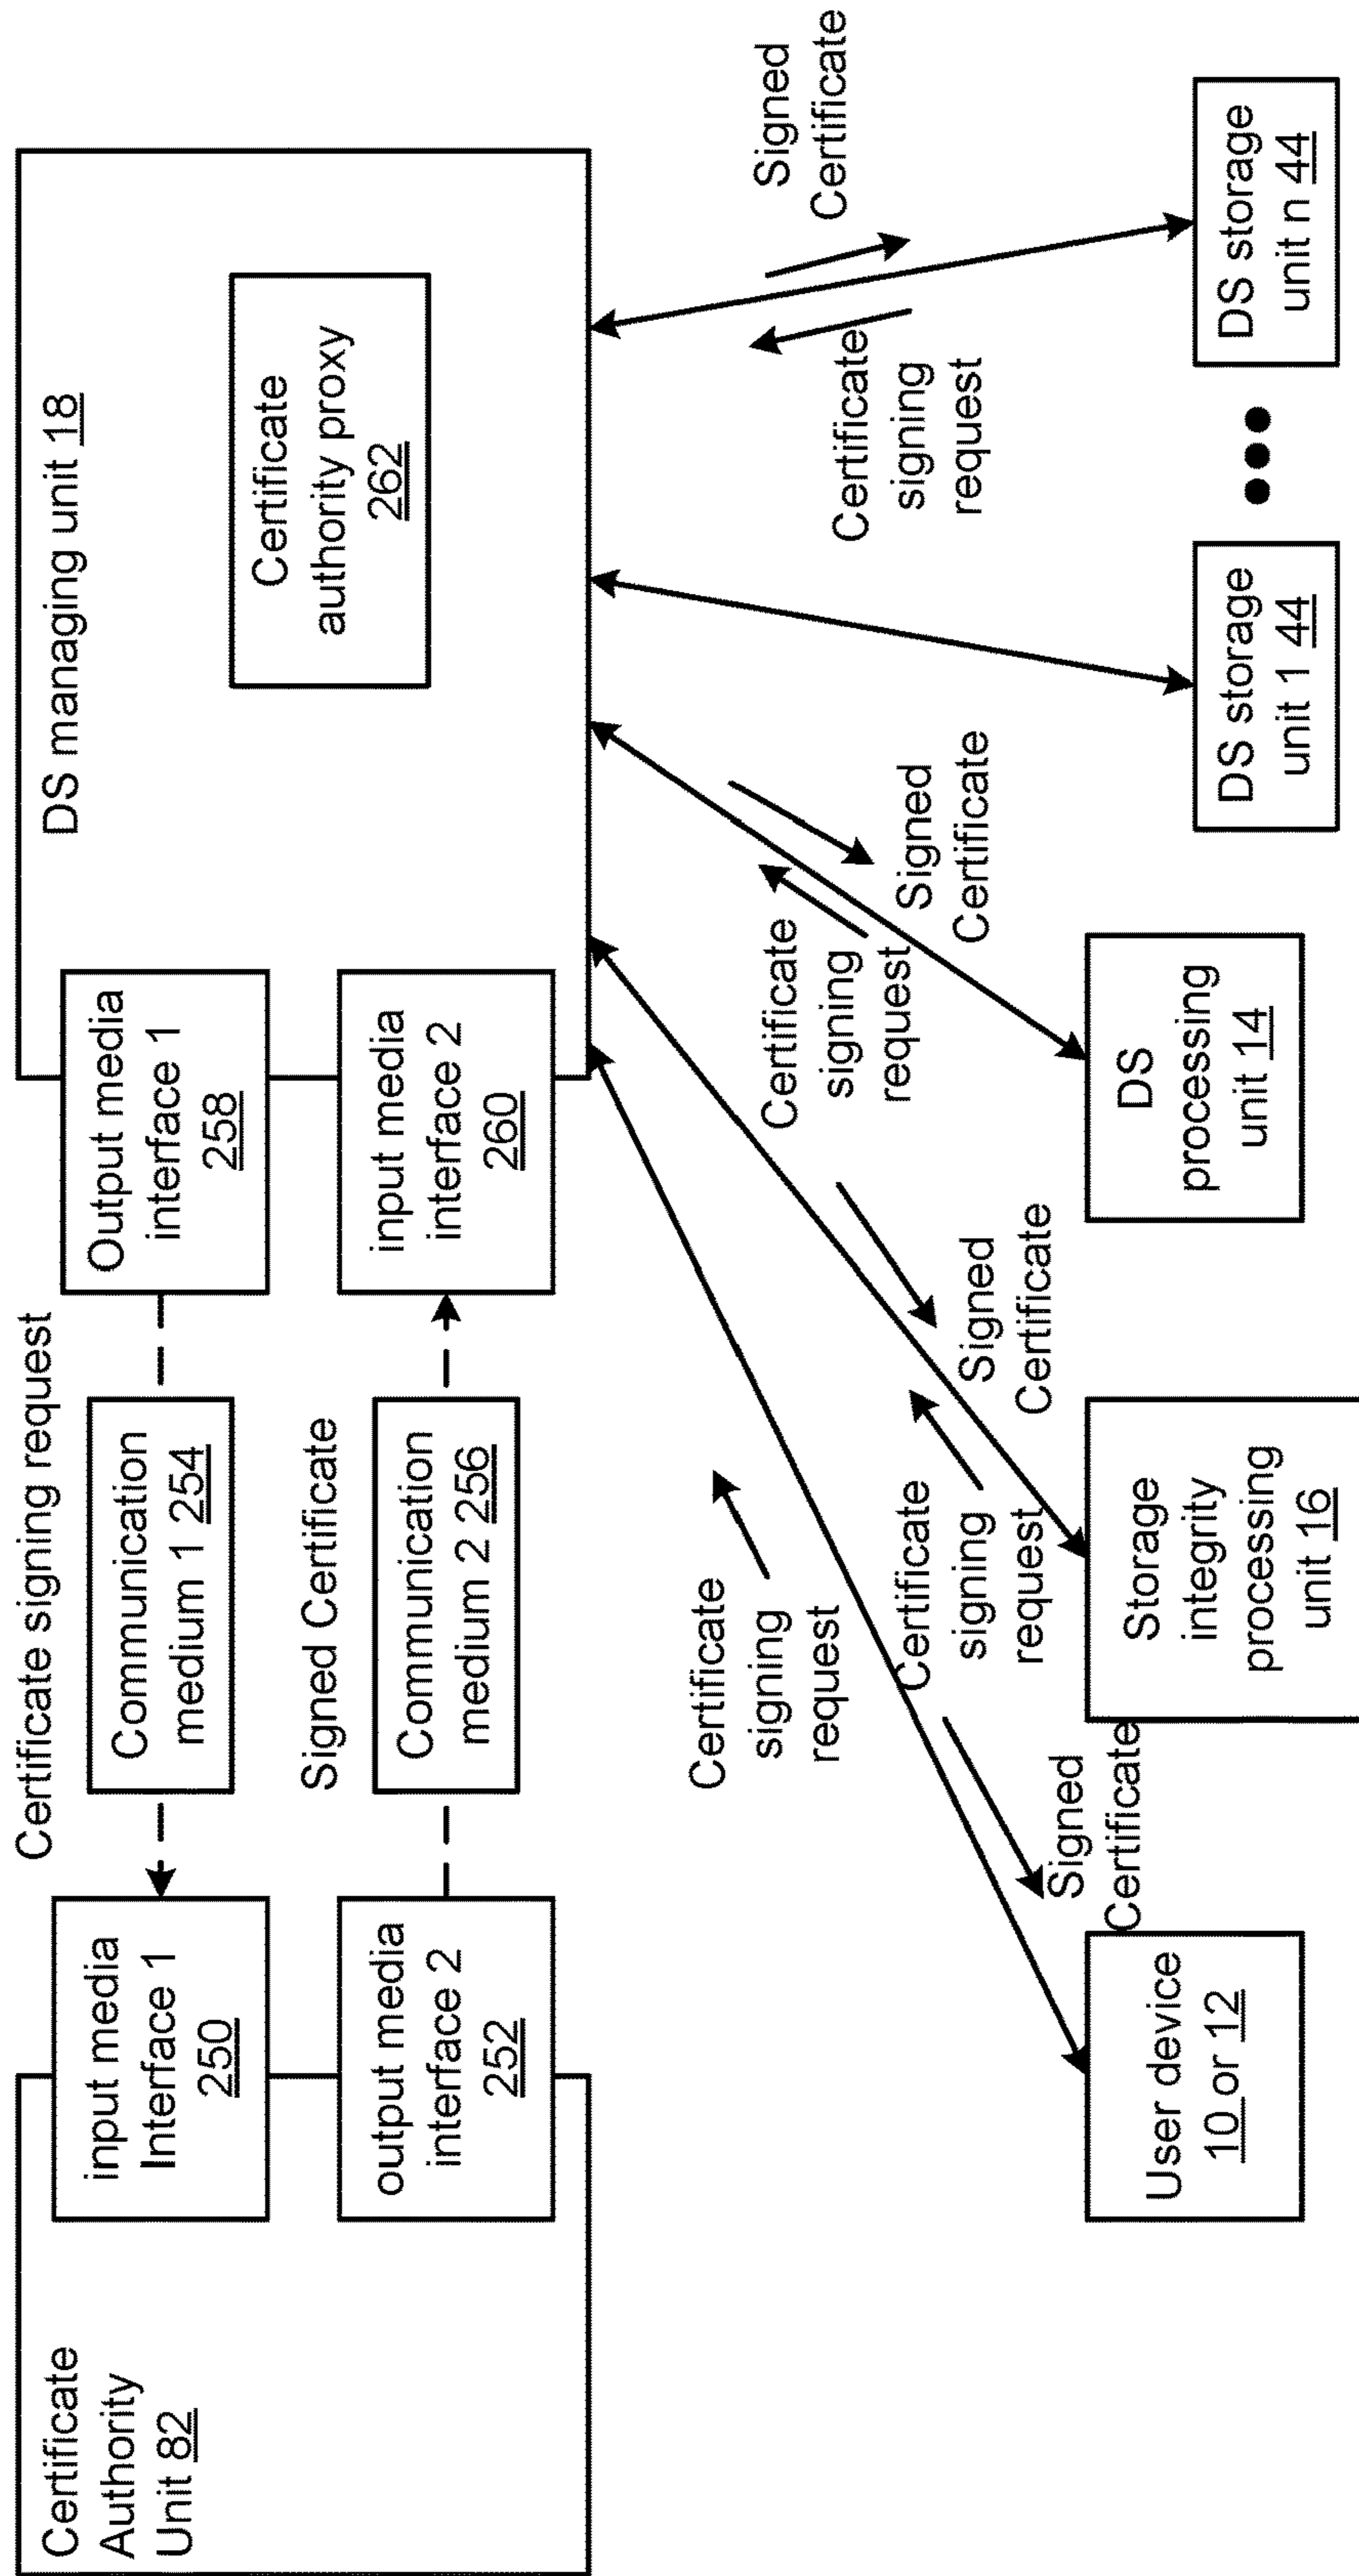 Certificate
Authority
Unit 82
input media
Interface 1
250
output media
interface 2
252
Certificate signing request
Communication
medium 1 254
Signed Certificate
Communication
medium 2 256
Output media
interface 1
258
input media
interface 2
260
DS managing unit 18
Certificate
authority proxy
262
Certificate
signing
request
Signed
Certificate
Certificate
signing
request
Signed
Certificate
Certificate
signing
request
Signed
Certificate
Certificate
signing
request
Signed
Certificate
User device
10 or 12
Storage
integrity
processing
unit 16
DS
processing
unit 14
DS storage
unit 1 44
DS storage
unit n 44